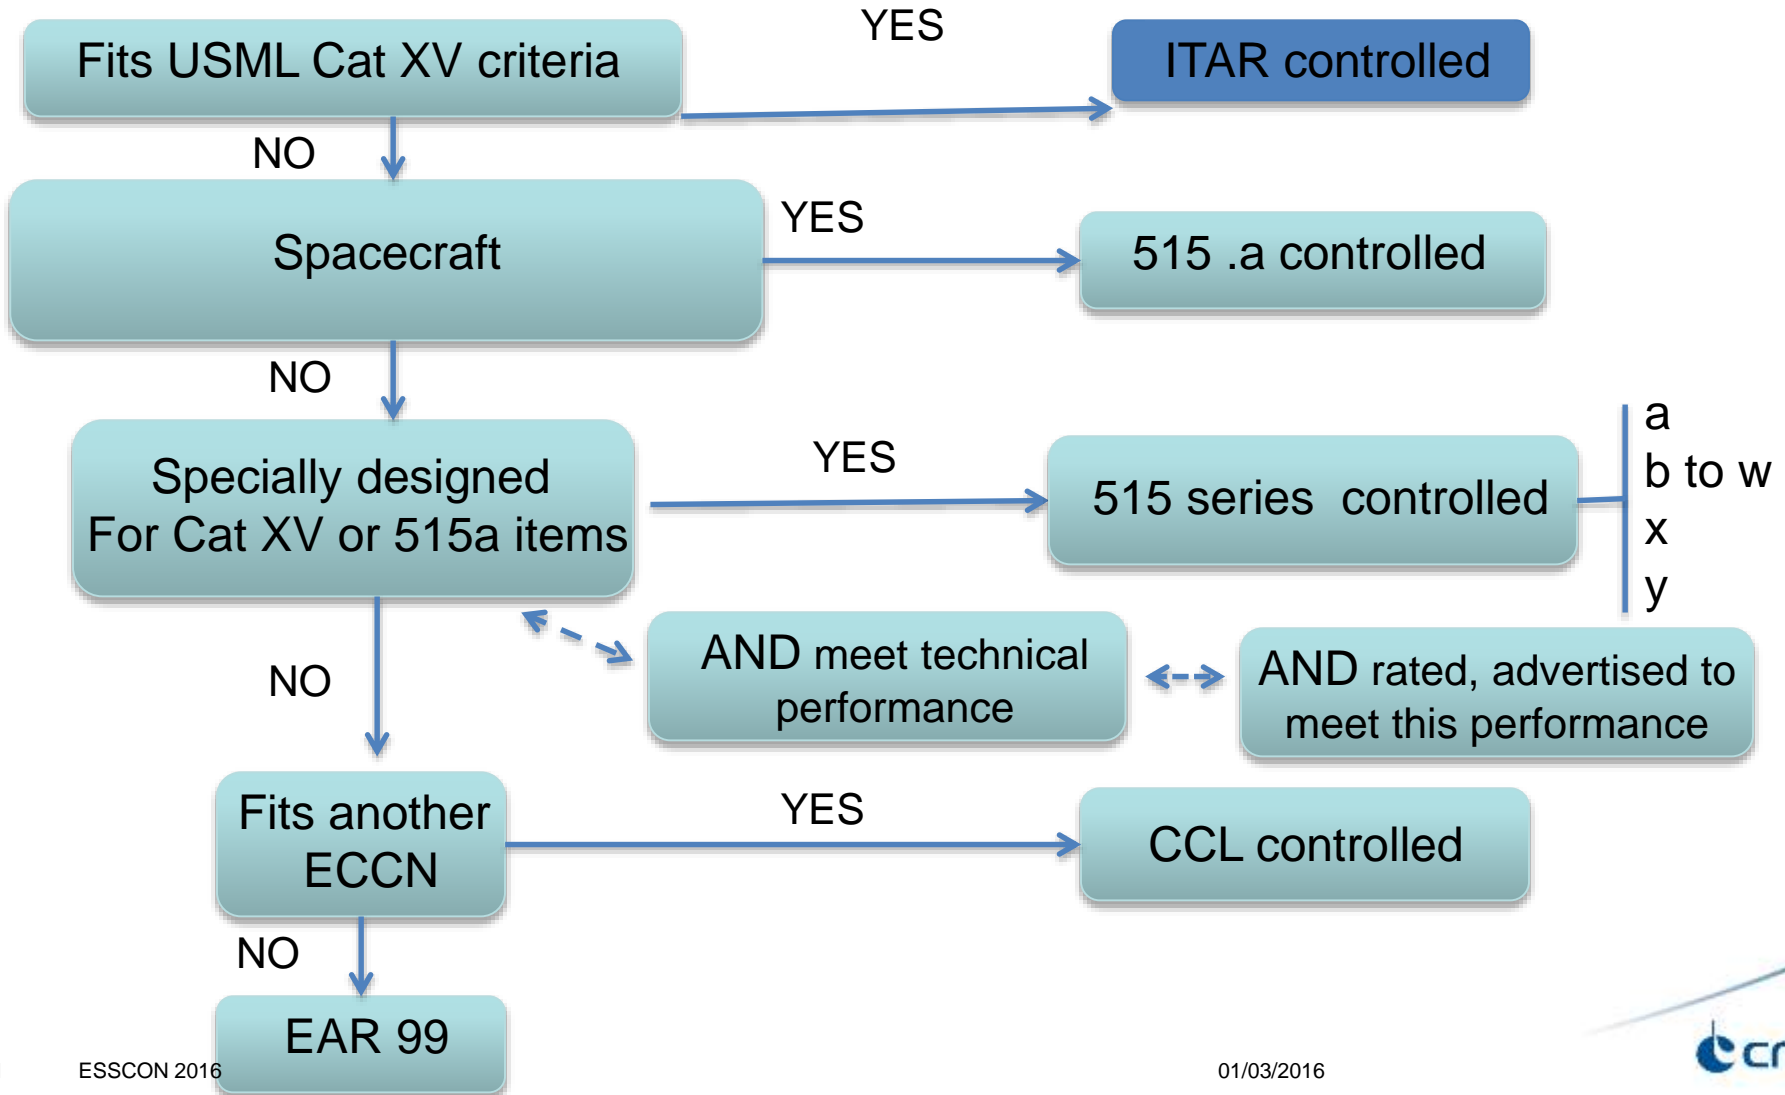 YES
Fits USML Cat XV criteria
ITAR controlled
NO
YES
Spacecraft
515 .a controlled
NO
a
YES
b to w
Specially designed
For Cat XV or 515a items
515 series controlled
x
y
AND meet technical
performance
AND rated, advertised to
meet this performance
NO
Fits another
ECCN
YES
CCL controlled
NO
EAR 99
ESSCON 2016
01/03/2016